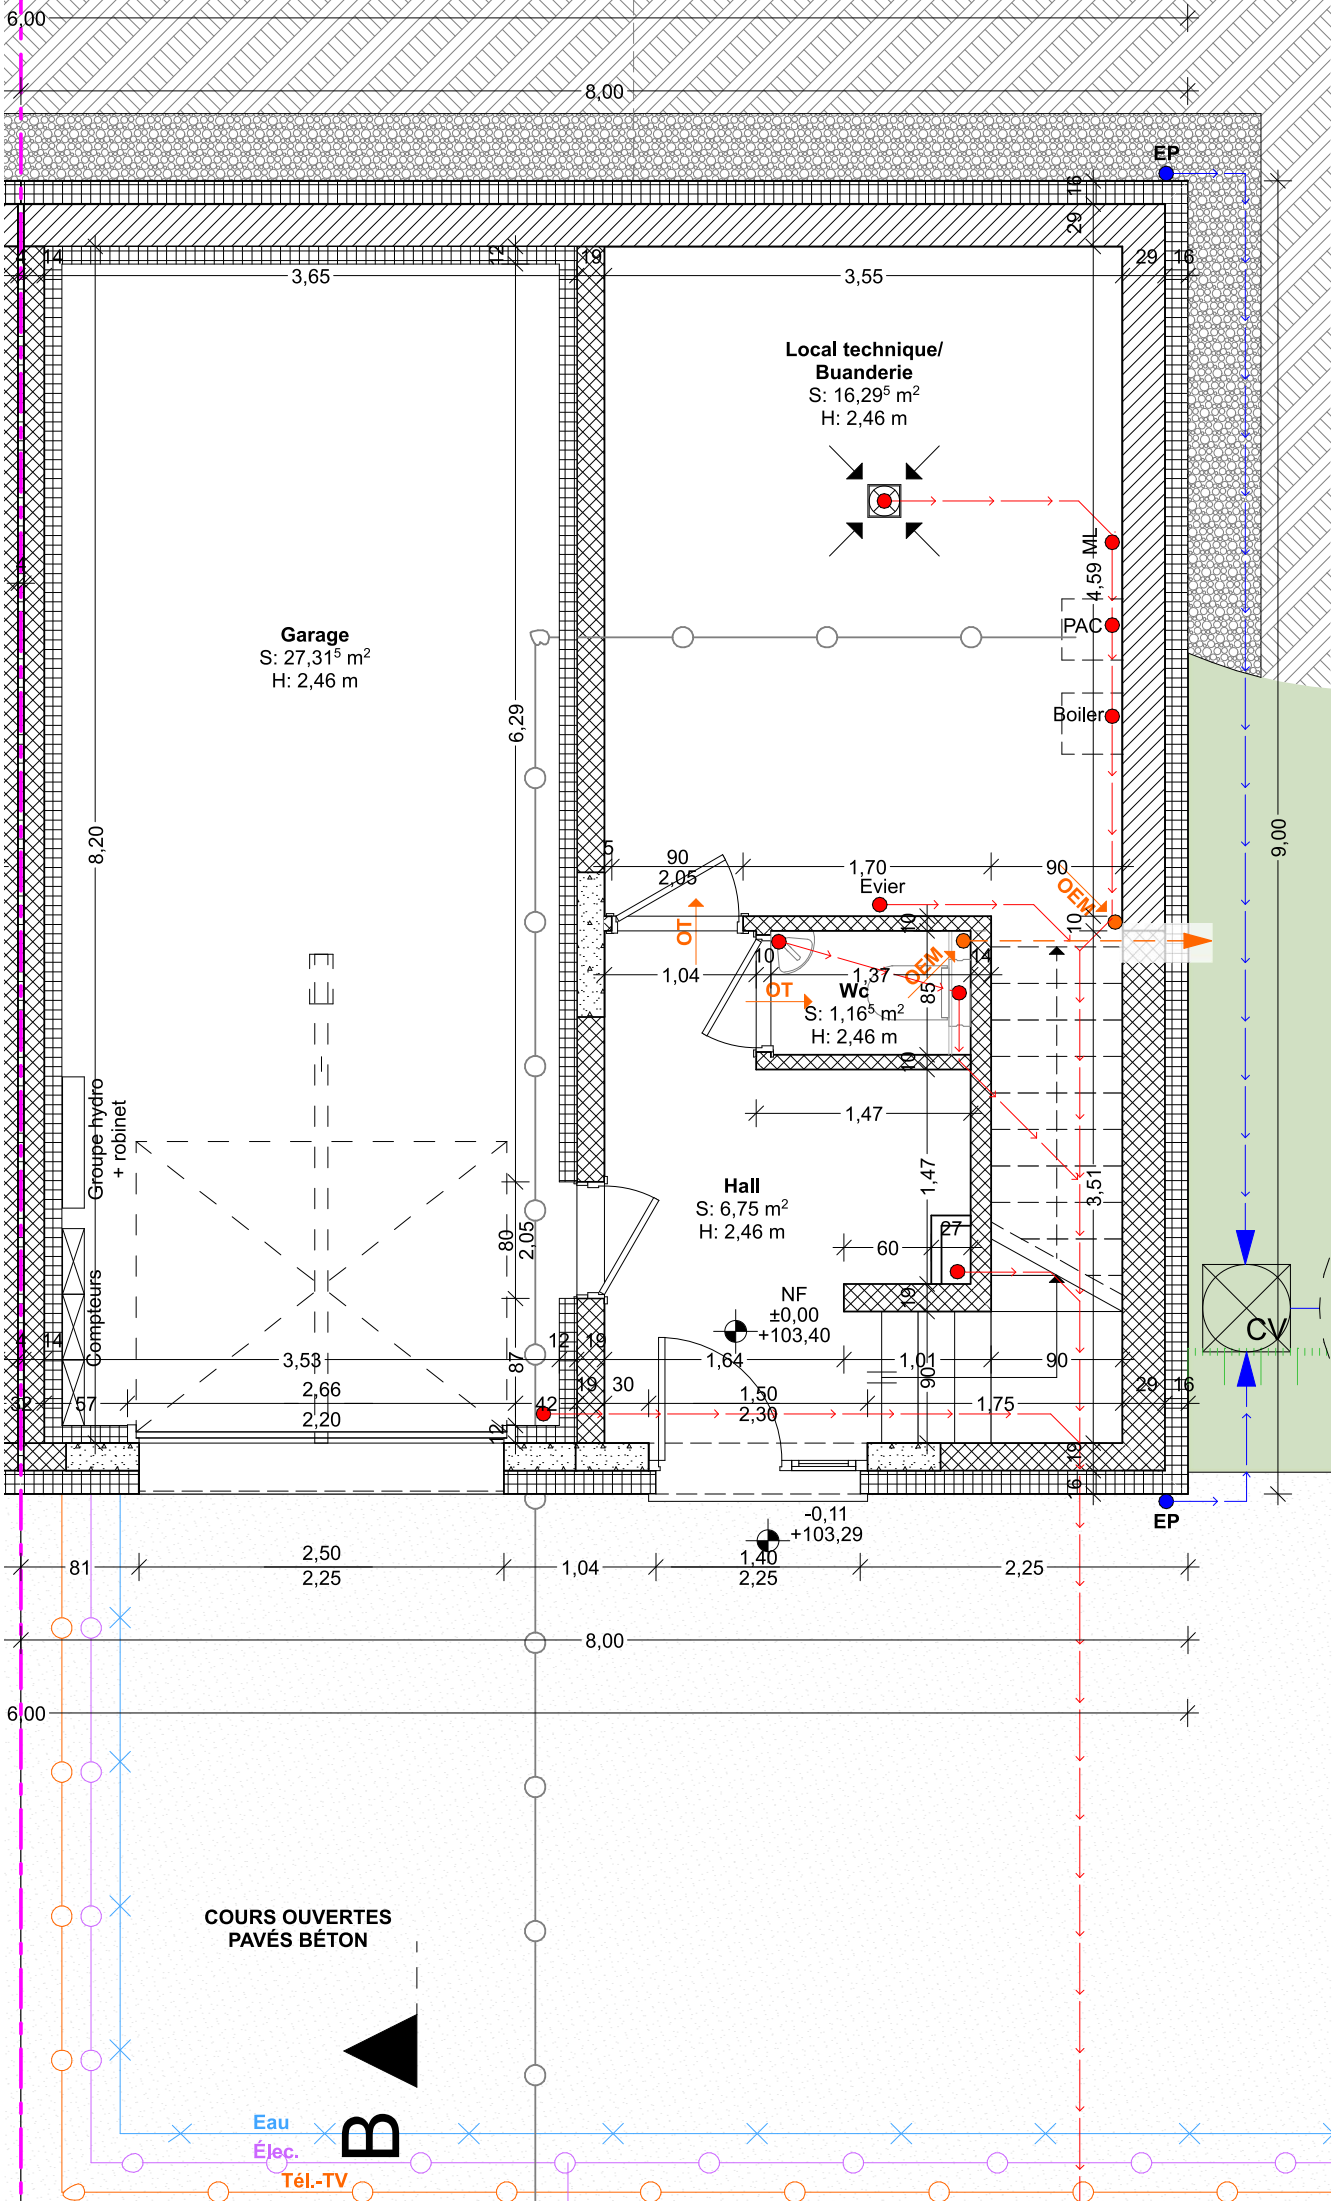 6,00
8,00
EP
16
29
4
14
12
19
29
16
3,65
3,55
Local technique/
Buanderie
S: 16,29⁵ m²
H: 2,46 m
ML
4,59
4
PAC
Garage
S: 27,31⁵ m²
H: 2,46 m
Boiler
6,29
8,20
9,00
5
90
2,05
1,70
90
Evier
OEM
10
10
OT
10
14
1,04
1,37
OEM
OT
Wc
85
S: 1,16⁵ m²
H: 2,46 m
10
Groupe hydro
+ robinet
1,47
1,47
3,51
Hall
S: 6,75 m²
H: 2,46 m
80
2,05
60
27
Compteurs
NF
±0,00
+103,40
19
CV
4
14
12
19
3,53
87
1,64
1,01
90
90
57
2,66
2,20
42
19
30
1,50
2,30
1,75
29
16
12
19
16
-0,11
+103,29
EP
81
2,50
2,25
1,04
1,40
2,25
2,25
8,00
6,00
COURS OUVERTES
PAVÉS BÉTON
B
Eau
Élec.
Tél.-TV